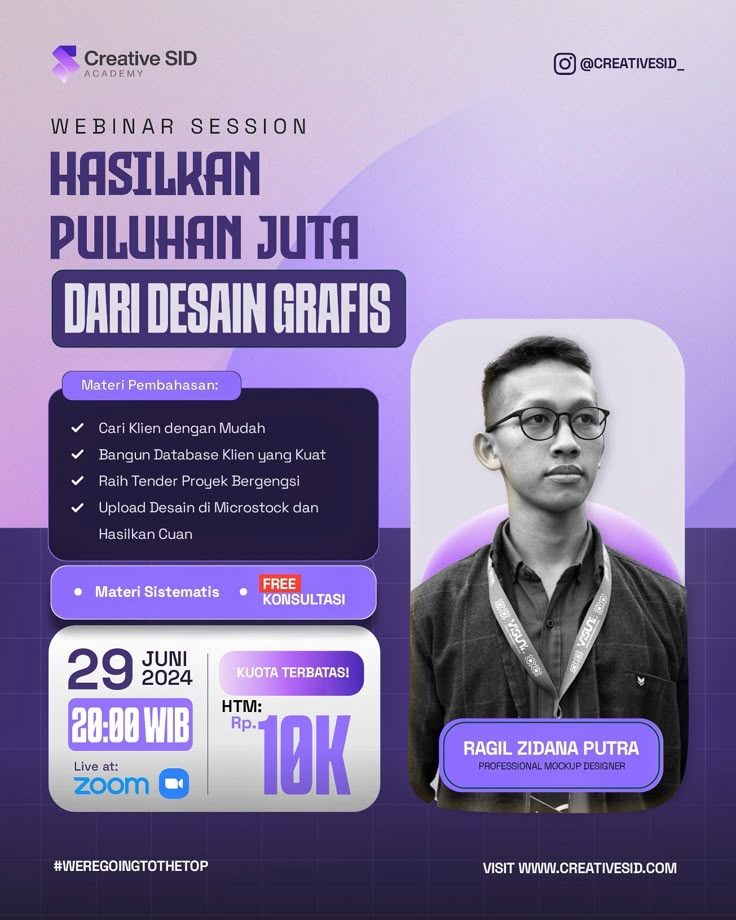 Creative SID
ACADEMY
@CREATIVESID_
WEBINAR SESSION
HASILKAN
PULUHAN JUTA
DARI DESAIN GRAFIS
Materi Pembahasan:
Cari Klien dengan Mudah
Bangun Database Klien yang Kuat
Raih Tender Proyek Bergengsi
Upload Desain di Microstock dan
Hasilkan Cuan
Materi Sistematis
FREE
KONSULTASI
29 JUNI
2024
20:00 WIB
Live at:
zoom
KUOTA TERBATAS!
HTM:
Rp.10K
VISUAL
RAGIL ZIDANA PUTRA
PROFESSIONAL MOCKUP DESIGNER
#WEREGOINGTOTHETOP
VISIT WWW.CREATIVESID.COM